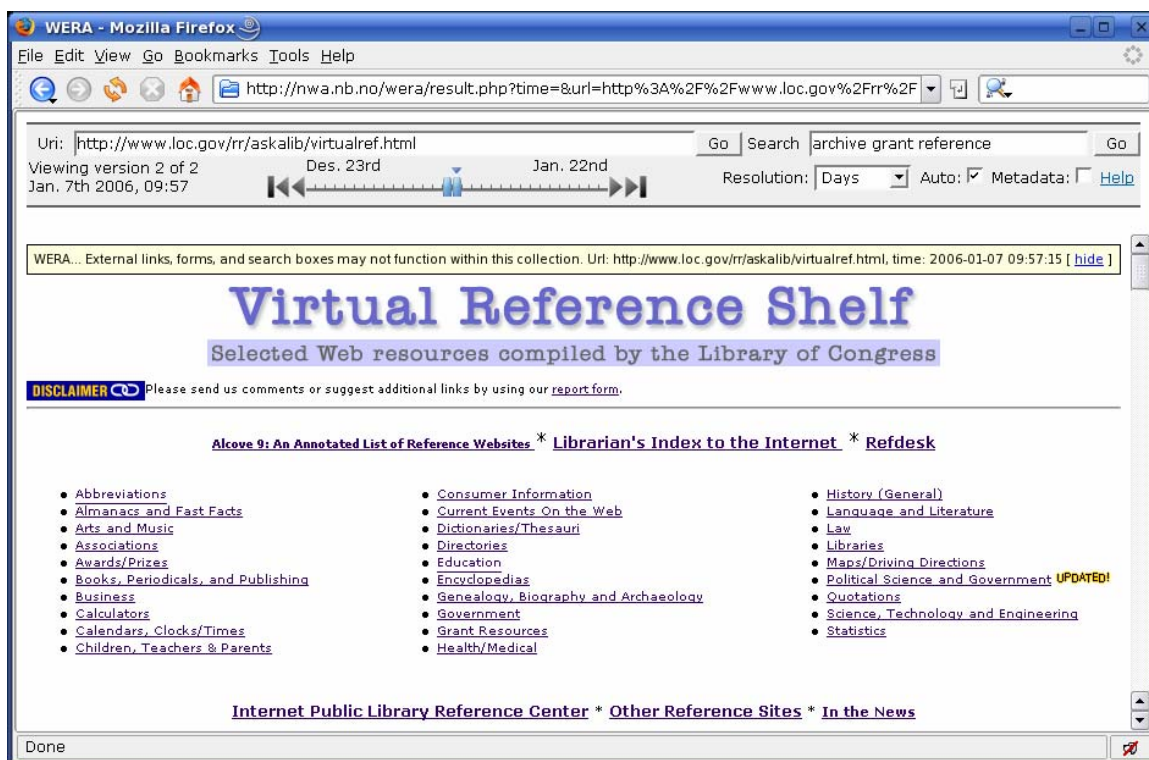 WERA - Mozilla Firefox
File Edit View Go Bookmarks Tools Help
http://nwa.nb.no/wera/result.php?time=&url=http%3A%2F%2Fwww.loc.gov%2Frr%2F
Uri: http://www.loc.gov/rr/askalib/virtualref.html Go Search archive grant reference Go
Viewing version 2 of 2 Des. 23rd Jan. 22nd
Jan. 7th 2006, 09:57 Resolution: Days Auto: Metadata: Help
WERA... External links, forms, and search boxes may not function within this collection. Url: http://www.loc.gov/rr/askalib/virtualref.html, time: 2006-01-07 09:57:15 [ hide ]
Virtual Reference Shelf
Selected Web resources compiled by the Library of Congress
DISCLAIMER Please send us comments or suggest additional links by using our report form.
Alcove 9: An Annotated List of Reference Websites * Librarian's Index to the Internet * Refdesk
Abbreviations
Almanacs and Fast Facts
Arts and Music
Associations
Awards/Prizes
Books, Periodicals, and Publishing
Business
Calculators
Calendars, Clocks/Times
Children, Teachers & Parents
Consumer Information
Current Events On the Web
Dictionaries/Thesauri
Directories
Education
Encyclopedias
Genealogy, Biography and Archaeology
Government
Grant Resources
Health/Medical
History (General)
Language and Literature
Law
Libraries
Maps/Driving Directions
Political Science and Government UPDATED!
Quotations
Science, Technology and Engineering
Statistics
Internet Public Library Reference Center * Other Reference Sites * In the News
Done